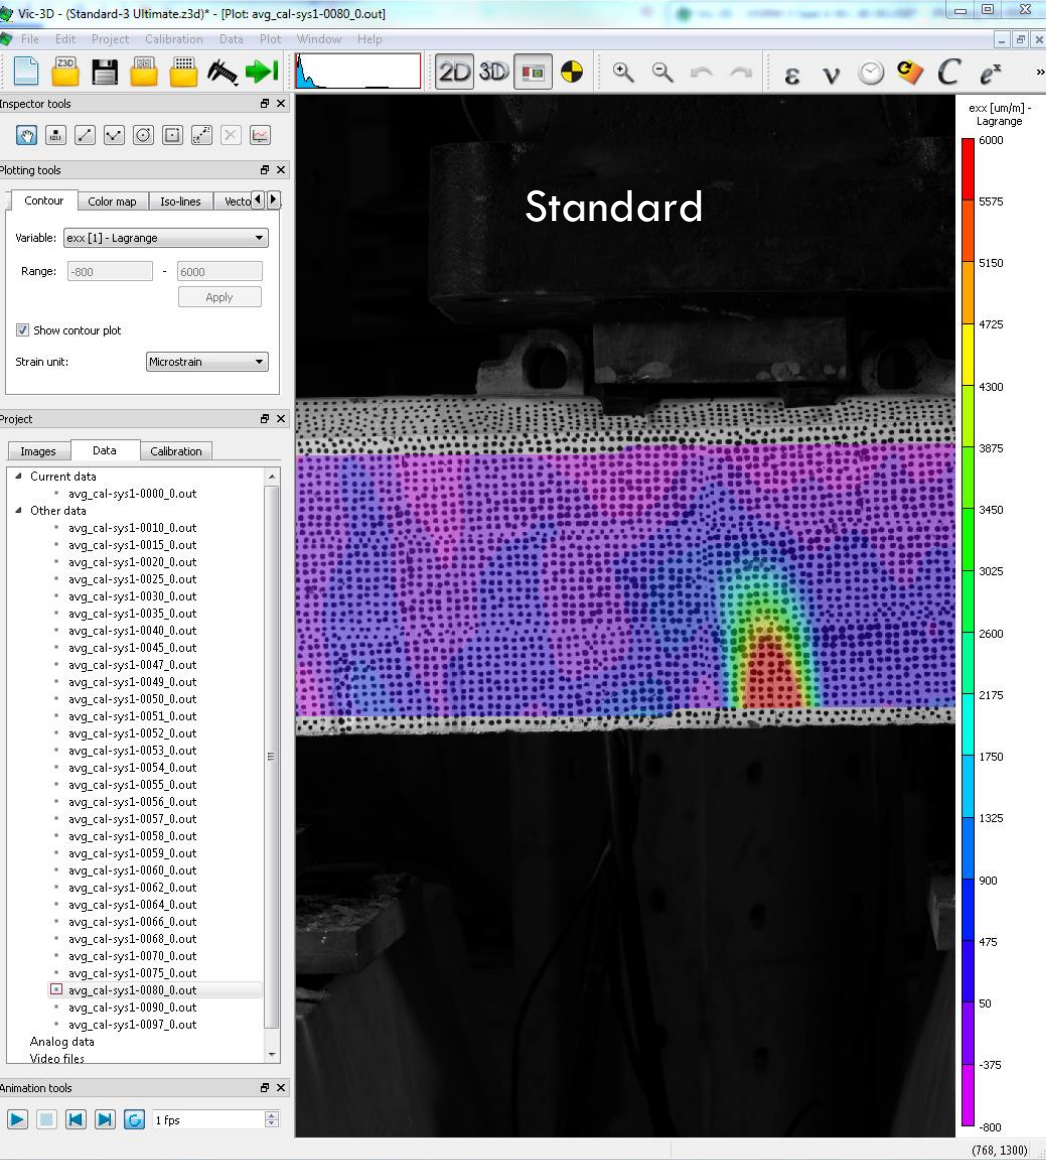 Vic-3D - (Standard-3 Ultimate.z3d)* - [Plot: avg_cal-sys1-0080_0.out]
File Edit Project Calibration Data Plot Window Help
Z3D
2D 3D ε ν C eˣ »
Inspector tools
Plotting tools
Contour Color map Iso-lines Vecto
Variable: exx [1] - Lagrange
Range: -800 - 6000
Apply
Show contour plot
Strain unit: Microstrain
Project
Images Data Calibration
Current data
avg_cal-sys1-0000_0.out
Other data
avg_cal-sys1-0010_0.out
avg_cal-sys1-0015_0.out
avg_cal-sys1-0020_0.out
avg_cal-sys1-0025_0.out
avg_cal-sys1-0030_0.out
avg_cal-sys1-0035_0.out
avg_cal-sys1-0040_0.out
avg_cal-sys1-0045_0.out
avg_cal-sys1-0047_0.out
avg_cal-sys1-0049_0.out
avg_cal-sys1-0050_0.out
avg_cal-sys1-0051_0.out
avg_cal-sys1-0052_0.out
avg_cal-sys1-0053_0.out
avg_cal-sys1-0054_0.out
avg_cal-sys1-0055_0.out
avg_cal-sys1-0056_0.out
avg_cal-sys1-0057_0.out
avg_cal-sys1-0058_0.out
avg_cal-sys1-0059_0.out
avg_cal-sys1-0060_0.out
avg_cal-sys1-0062_0.out
avg_cal-sys1-0064_0.out
avg_cal-sys1-0066_0.out
avg_cal-sys1-0068_0.out
avg_cal-sys1-0070_0.out
avg_cal-sys1-0075_0.out
avg_cal-sys1-0080_0.out
avg_cal-sys1-0090_0.out
avg_cal-sys1-0097_0.out
Analog data
Video files
Animation tools
1 fps
Standard
exx [um/m] -
Lagrange
6000
5575
5150
4725
4300
3875
3450
3025
2600
2175
1750
1325
900
475
50
-375
-800
(768, 1300)